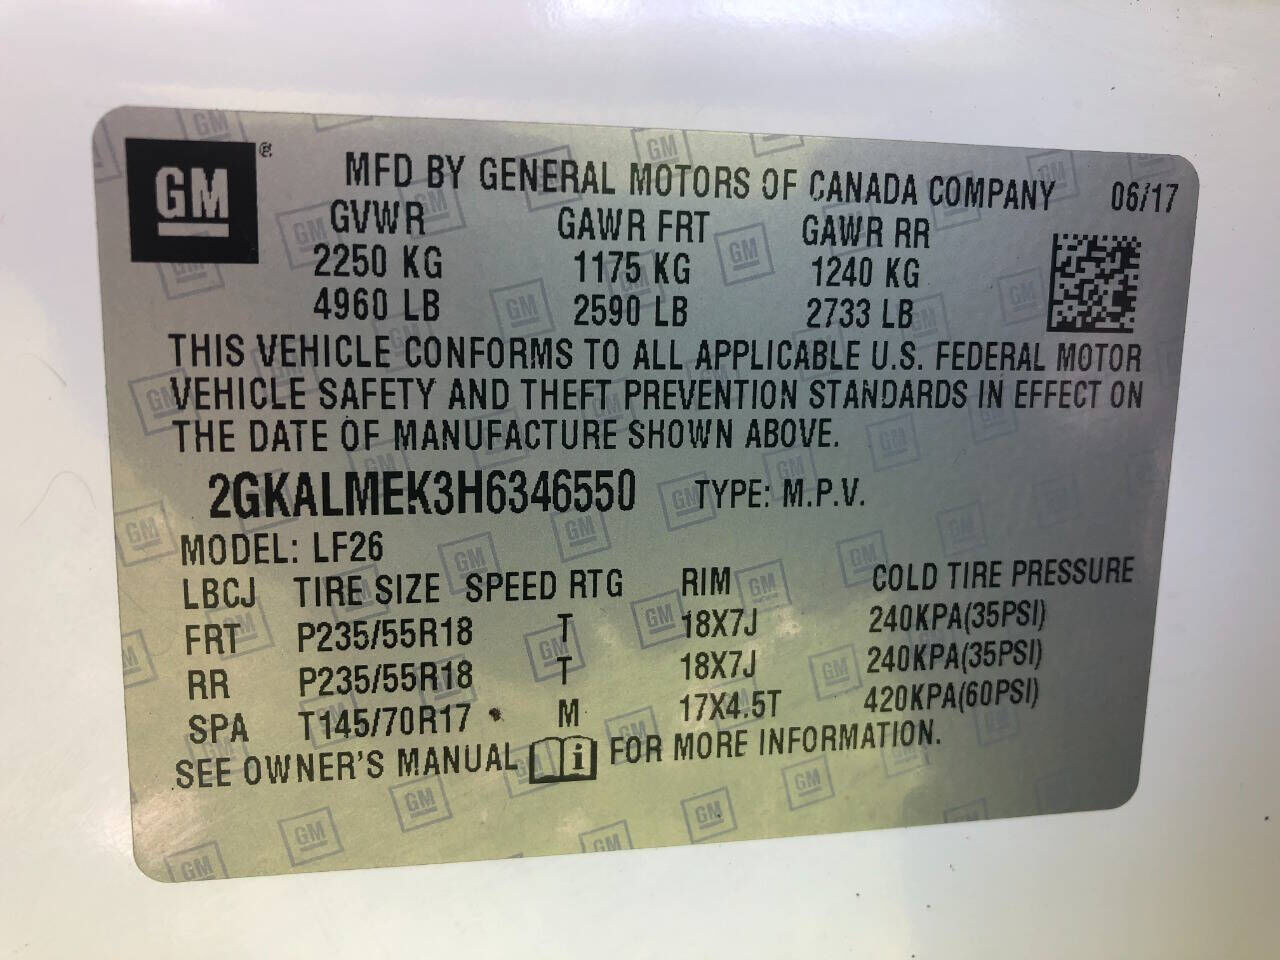 GM ®
MFD BY GENERAL MOTORS OF CANADA COMPANY 06/17
GVWR GAWR FRT GAWR RR
2250 KG 1175 KG 1240 KG
4960 LB 2590 LB 2733 LB
THIS VEHICLE CONFORMS TO ALL APPLICABLE U.S. FEDERAL MOTOR
VEHICLE SAFETY AND THEFT PREVENTION STANDARDS IN EFFECT ON
THE DATE OF MANUFACTURE SHOWN ABOVE.
2GKALMEK3H6346550 TYPE: M.P.V.
MODEL: LF26
LBCJ TIRE SIZE SPEED RTG RIM COLD TIRE PRESSURE
FRT P235/55R18 T 18X7J 240KPA(35PSI)
RR P235/55R18 T 18X7J 240KPA(35PSI)
SPA T145/70R17 M 17X4.5T 420KPA(60PSI)
SEE OWNER'S MANUAL i FOR MORE INFORMATION.